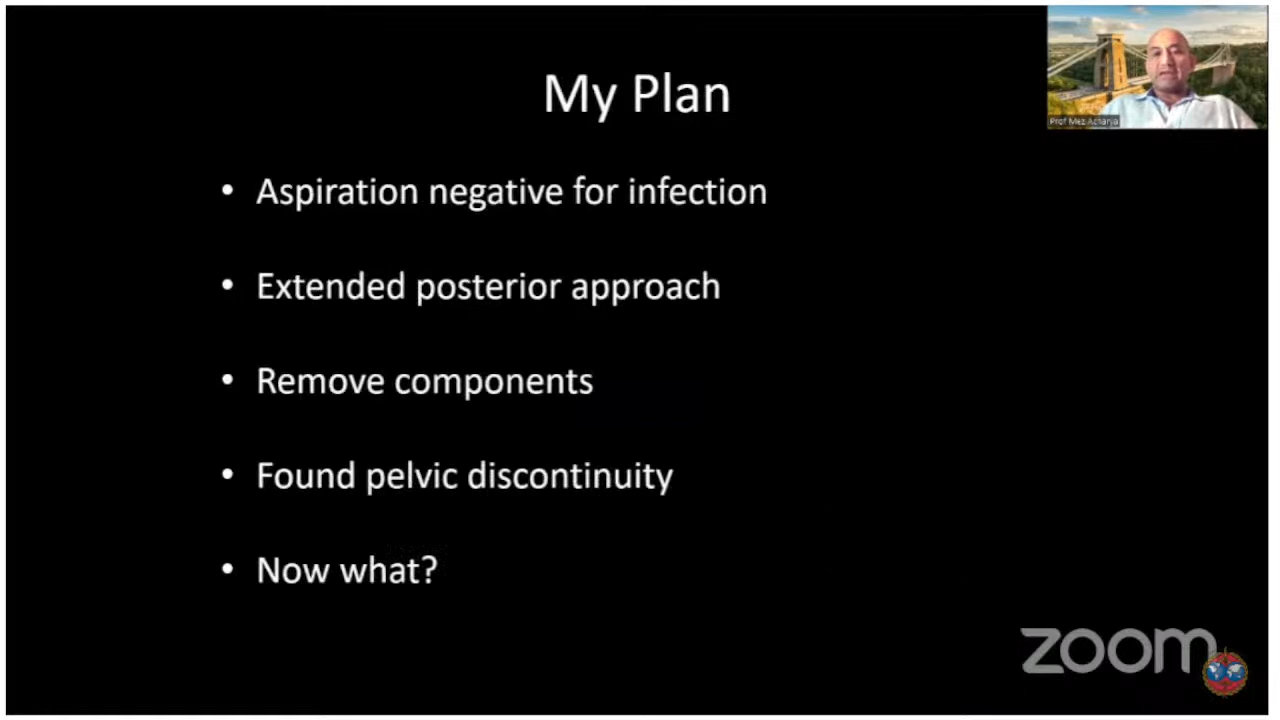 My Plan
Prof Mez Acharya
• Aspiration negative for infection
• Extended posterior approach
• Remove components
• Found pelvic discontinuity
• Now what?
zoom